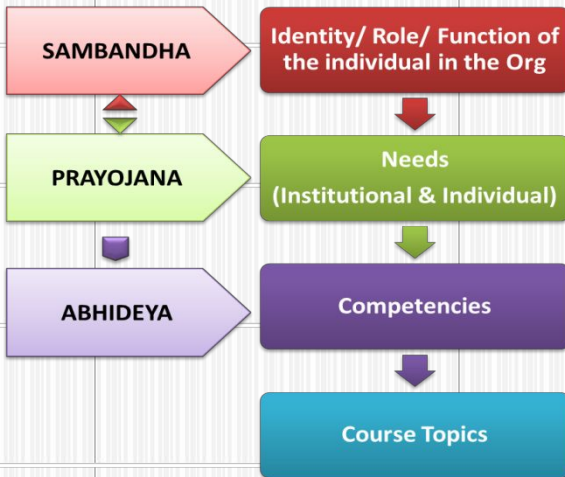 SAMBANDHA
Identity/ Role/ Function of
the individual in the Org
PRAYOJANA
Needs
(Institutional & Individual)
ABHIDEYA
Competencies
Course Topics